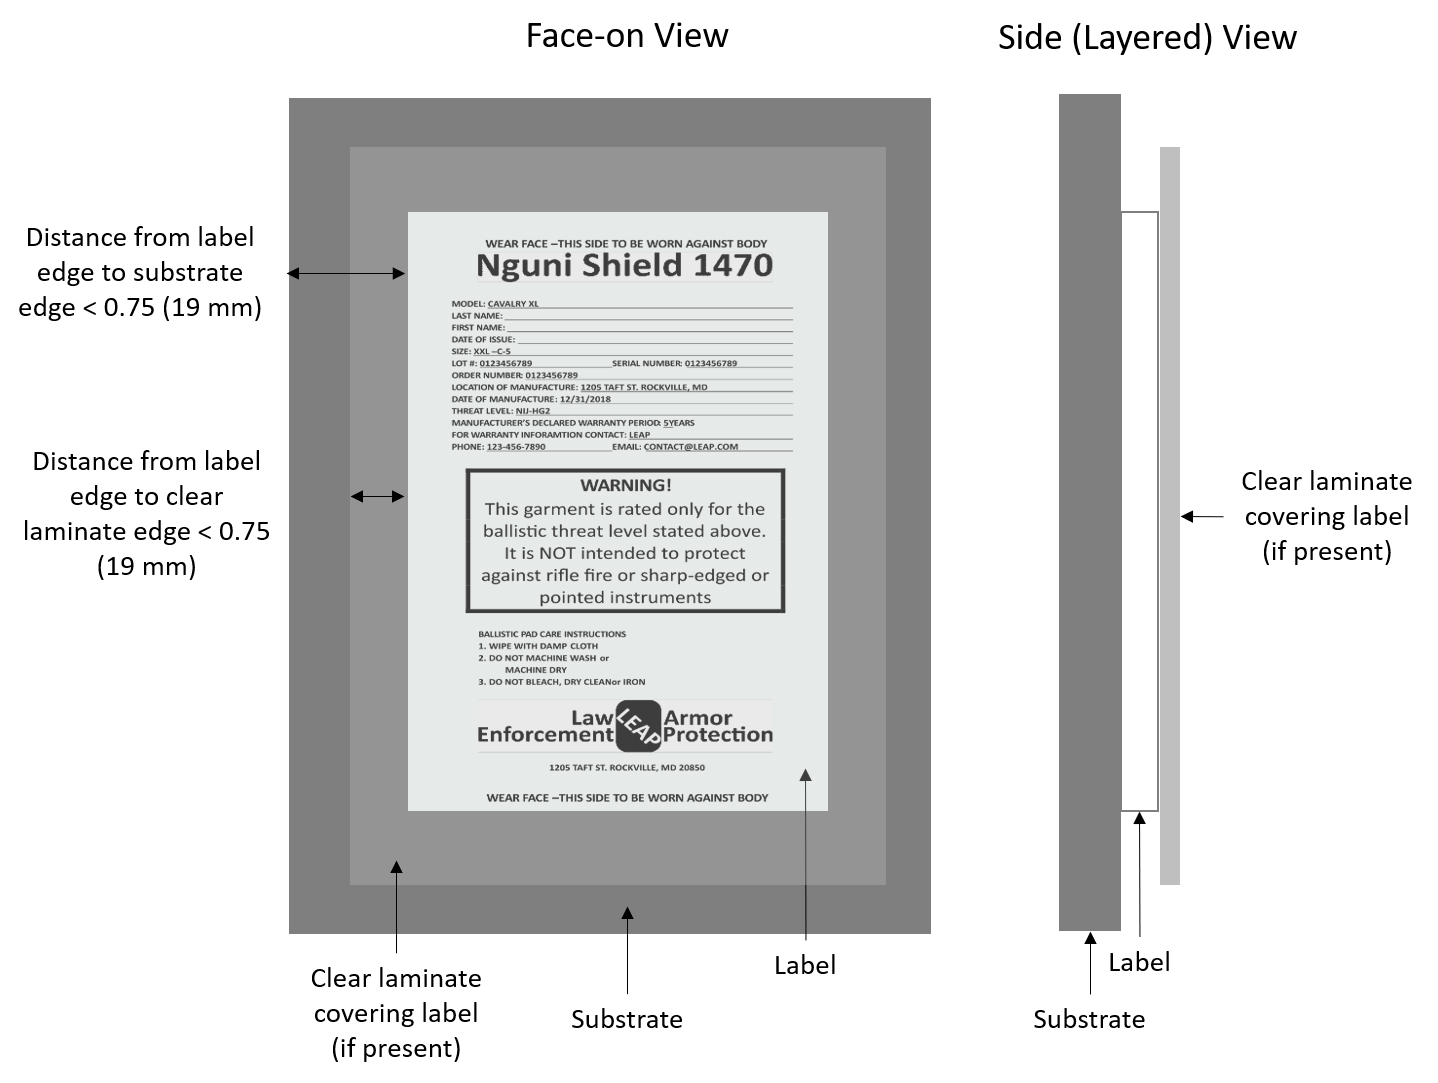 Face-on View
Side (Layered) View
Distance from label
edge to substrate
edge < 0.75 (19 mm)
Distance from label
edge to clear
laminate edge < 0.75
(19 mm)
WEAR FACE –THIS SIDE TO BE WORN AGAINST BODY
Nguni Shield 1470
MODEL: CAVALRY XL
LAST NAME:
FIRST NAME:
DATE OF ISSUE:
SIZE: XXL –C-5
LOT #: 0123456789 SERIAL NUMBER: 0123456789
ORDER NUMBER: 0123456789
LOCATION OF MANUFACTURE: 1205 TAFT ST. ROCKVILLE, MD
DATE OF MANUFACTURE: 12/31/2018
THREAT LEVEL: NIJ-HG2
MANUFACTURER'S DECLARED WARRANTY PERIOD: 5YEARS
FOR WARRANTY INFORAMTION CONTACT: LEAP
PHONE: 123-456-7890 EMAIL: CONTACT@LEAP.COM
WARNING!
This garment is rated only for the
ballistic threat level stated above.
It is NOT intended to protect
against rifle fire or sharp-edged or
pointed instruments
BALLISTIC PAD CARE INSTRUCTIONS
1. WIPE WITH DAMP CLOTH
2. DO NOT MACHINE WASH or
MACHINE DRY
3. DO NOT BLEACH, DRY CLEANor IRON
Law LEAP Armor
Enforcement Protection
1205 TAFT ST. ROCKVILLE, MD 20850
WEAR FACE –THIS SIDE TO BE WORN AGAINST BODY
Clear laminate
covering label
(if present)
Substrate
Label
Clear laminate
covering label
(if present)
Label
Substrate